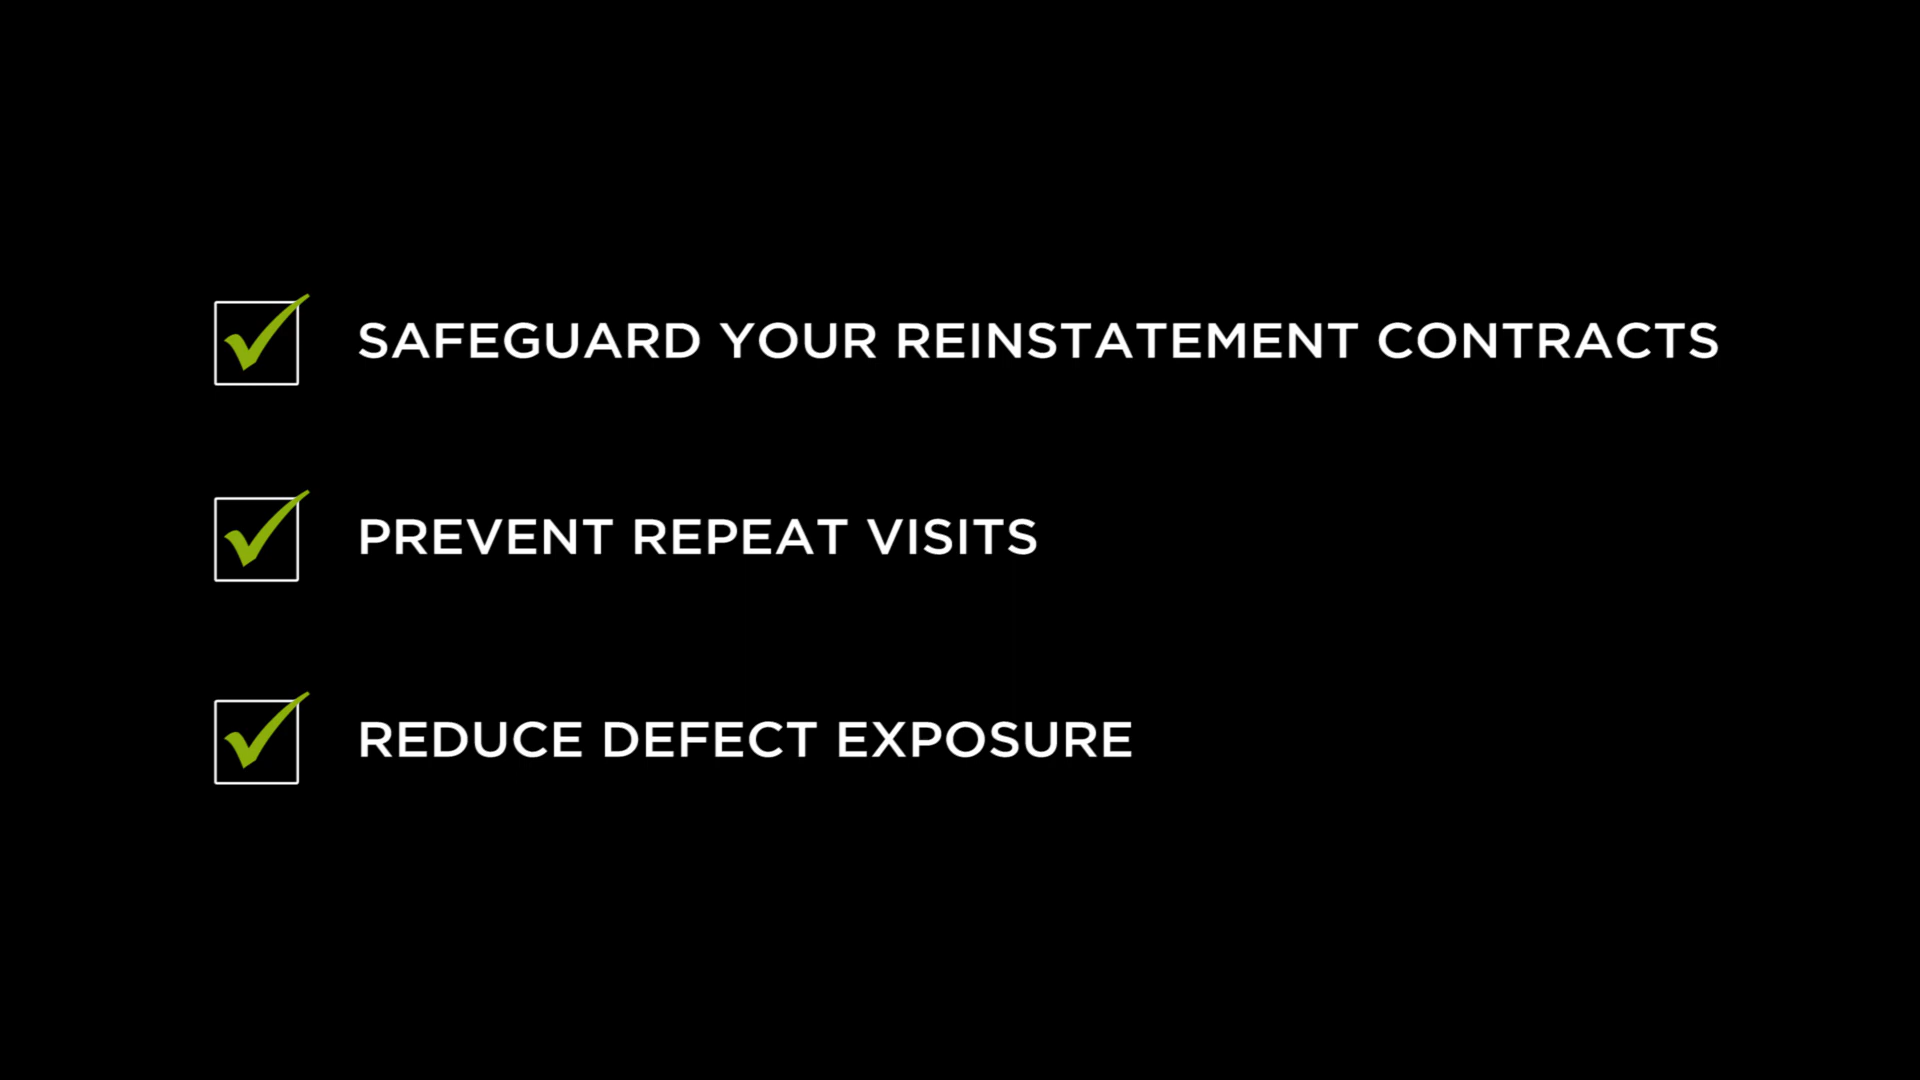 SAFEGUARD YOUR REINSTATEMENT CONTRACTS
PREVENT REPEAT VISITS
REDUCE DEFECT EXPOSURE